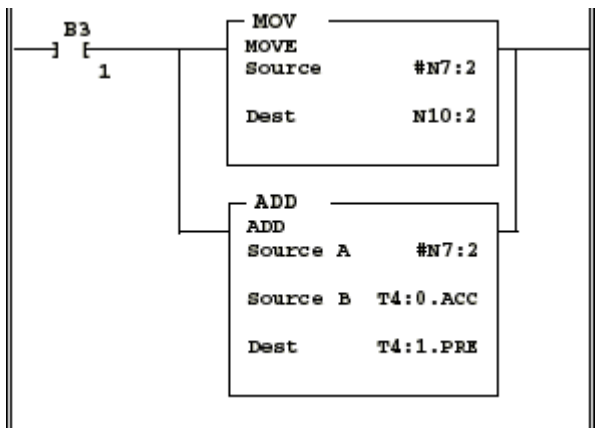 B3
] [
1
MOV
MOVE
Source #N7:2
Dest N10:2
ADD
ADD
Source A #N7:2
Source B T4:0.ACC
Dest T4:1.PRE